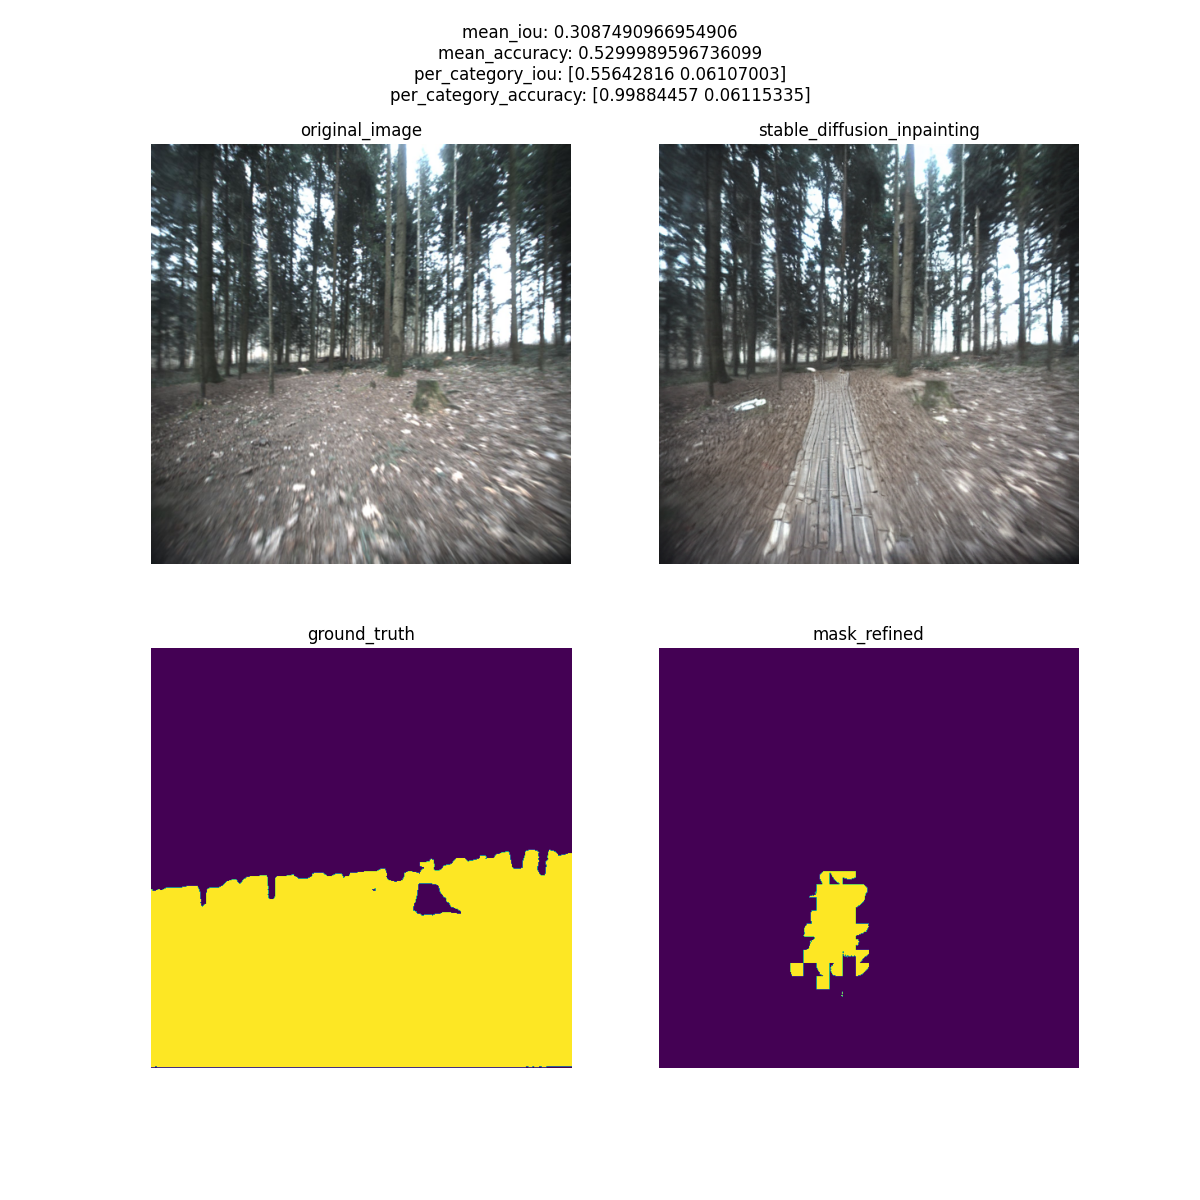 mean_iou: 0.3087490966954906
mean_accuracy: 0.5299989596736099
per_category_iou: [0.55642816 0.06107003]
per_category_accuracy: [0.99884457 0.06115335]
original_image
stable_diffusion_inpainting
ground_truth
mask_refined